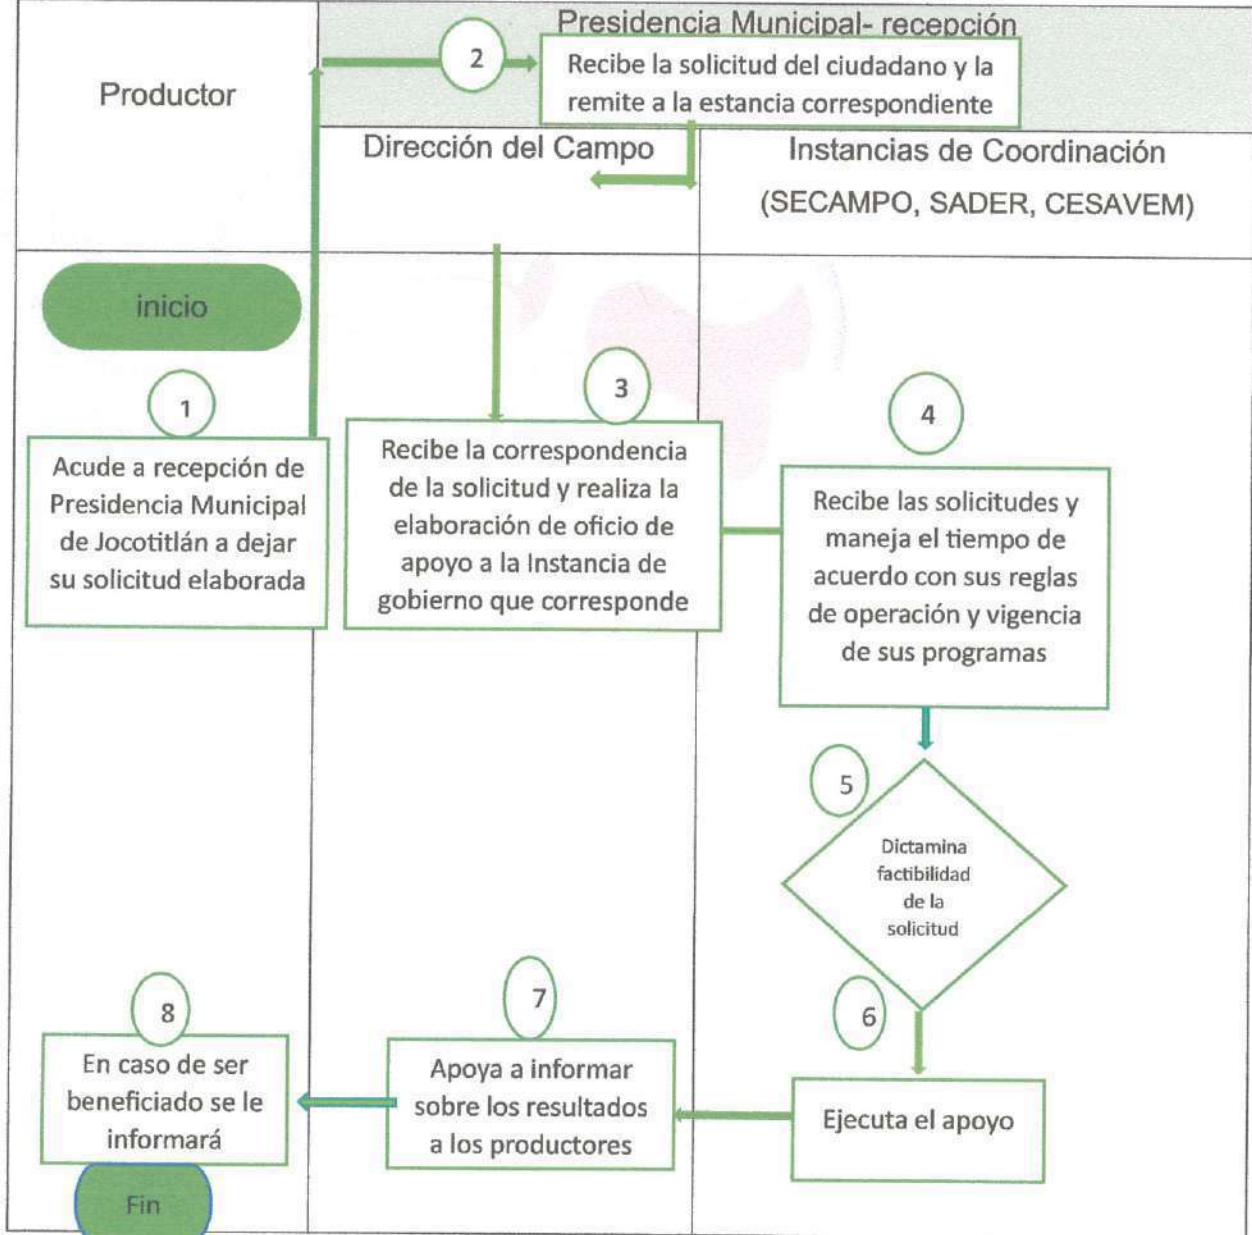 Presidencia Municipal- recepción
2
Recibe la solicitud del ciudadano y la
remite a la estancia correspondiente
Productor
Dirección del Campo
Instancias de Coordinación
(SECAMPO, SADER, CESAVEM)
inicio
1
Acude a recepción de
Presidencia Municipal
de Jocotitlán a dejar
su solicitud elaborada
3
Recibe la correspondencia
de la solicitud y realiza la
elaboración de oficio de
apoyo a la Instancia de
gobierno que corresponde
4
Recibe las solicitudes y
maneja el tiempo de
acuerdo con sus reglas
de operación y vigencia
de sus programas
5
Dictamina
factibilidad
de la
solicitud
6
Ejecuta el apoyo
7
Apoya a informar
sobre los resultados
a los productores
8
En caso de ser
beneficiado se le
informará
Fin